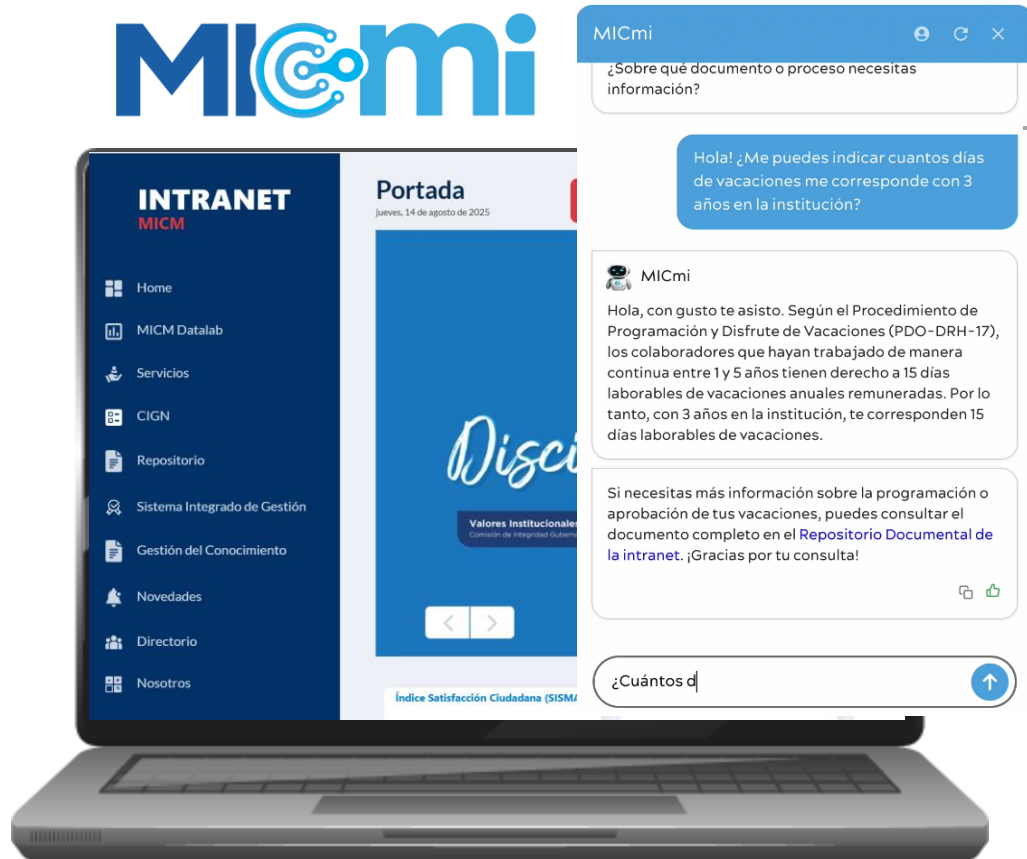 MICmi
INTRANET
MICM
Home
MICM Datalab
Servicios
CIGN
Repositorio
Sistema Integrado de Gestión
Gestión del Conocimiento
Novedades
Directorio
Nosotros
Portada
jueves, 14 de agosto de 2025
Valores Institucionales
Comisión de Integridad
Índice Satisfacción Ciudadana
MICmi
¿Sobre qué documento o proceso necesitas
información?
Hola! ¿Me puedes indicar cuantos días
de vacaciones me corresponde con 3
años en la institución?
MICmi
Hola, con gusto te asisto. Según el Procedimiento de
Programación y Disfrute de Vacaciones (PDO-DRH-17),
los colaboradores que hayan trabajado de manera
continua entre 1 y 5 años tienen derecho a 15 días
laborables de vacaciones anuales remuneradas. Por lo
tanto, con 3 años en la institución, te corresponden 15
días laborables de vacaciones.
Si necesitas más información sobre la programación o
aprobación de tus vacaciones, puedes consultar el
documento completo en el Repositorio Documental de
la intranet. ¡Gracias por tu consulta!
¿Cuántos d